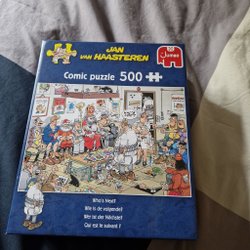 JAN
VAN HAASTEREN
Jumbo
Comic puzzle 500
Who's Next?
Wie is de volgende?
Wer ist der Nächste?
Qui est le suivant ?